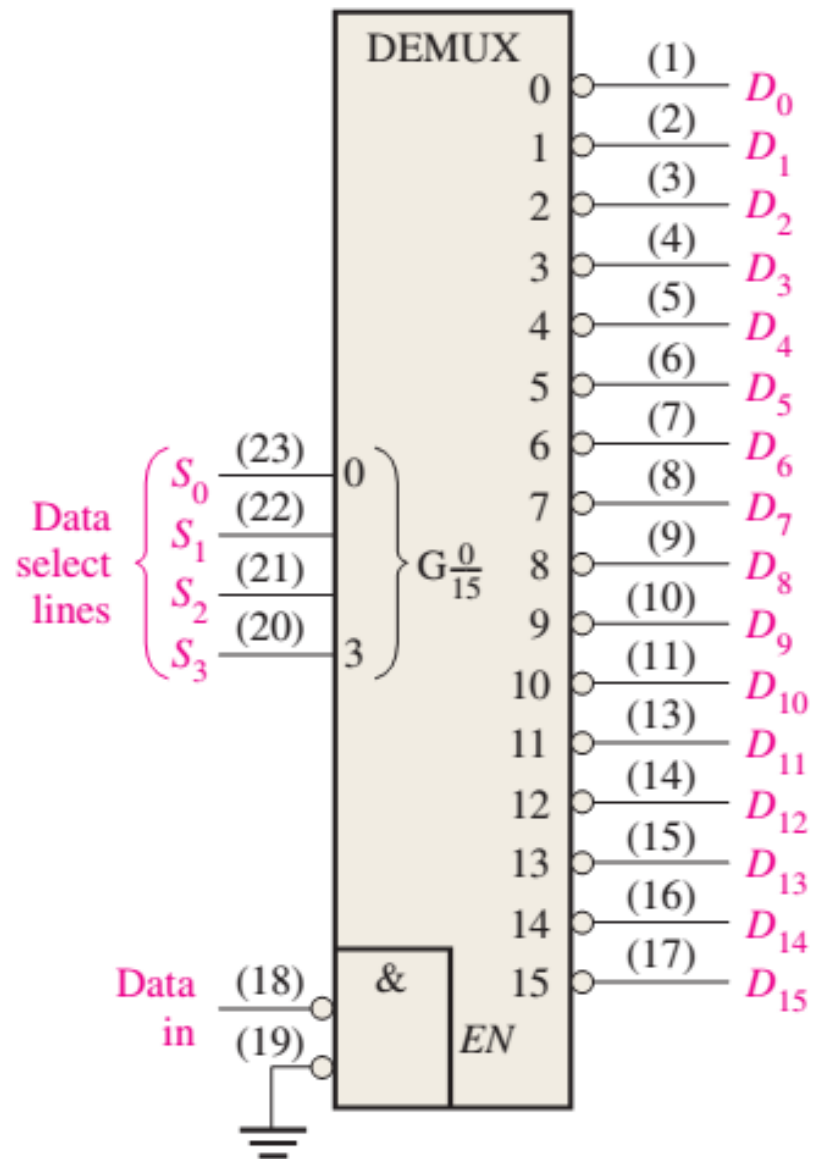 DEMUX
0 (1) D0
1 (2) D1
2 (3) D2
3 (4) D3
4 (5) D4
5 (6) D5
6 (7) D6
7 (8) D7
8 (9) D8
9 (10) D9
10 (11) D10
11 (13) D11
12 (14) D12
13 (15) D13
14 (16) D14
15 (17) D15
Data
select
lines
S0 (23) 0
S1 (22)
S2 (21)
S3 (20) 3
G 0/15
Data
in
(18)
(19)
&
EN